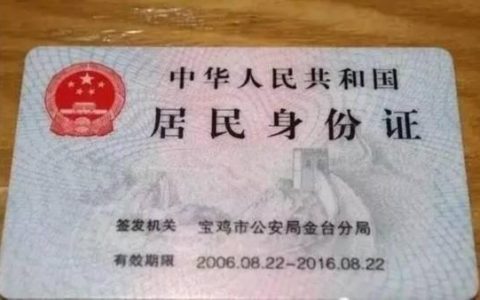 中华人民共和国
居民身份证
签发机关 宝鸡市公安局金台分局
有效期限 2006.08.22-2016.08.22